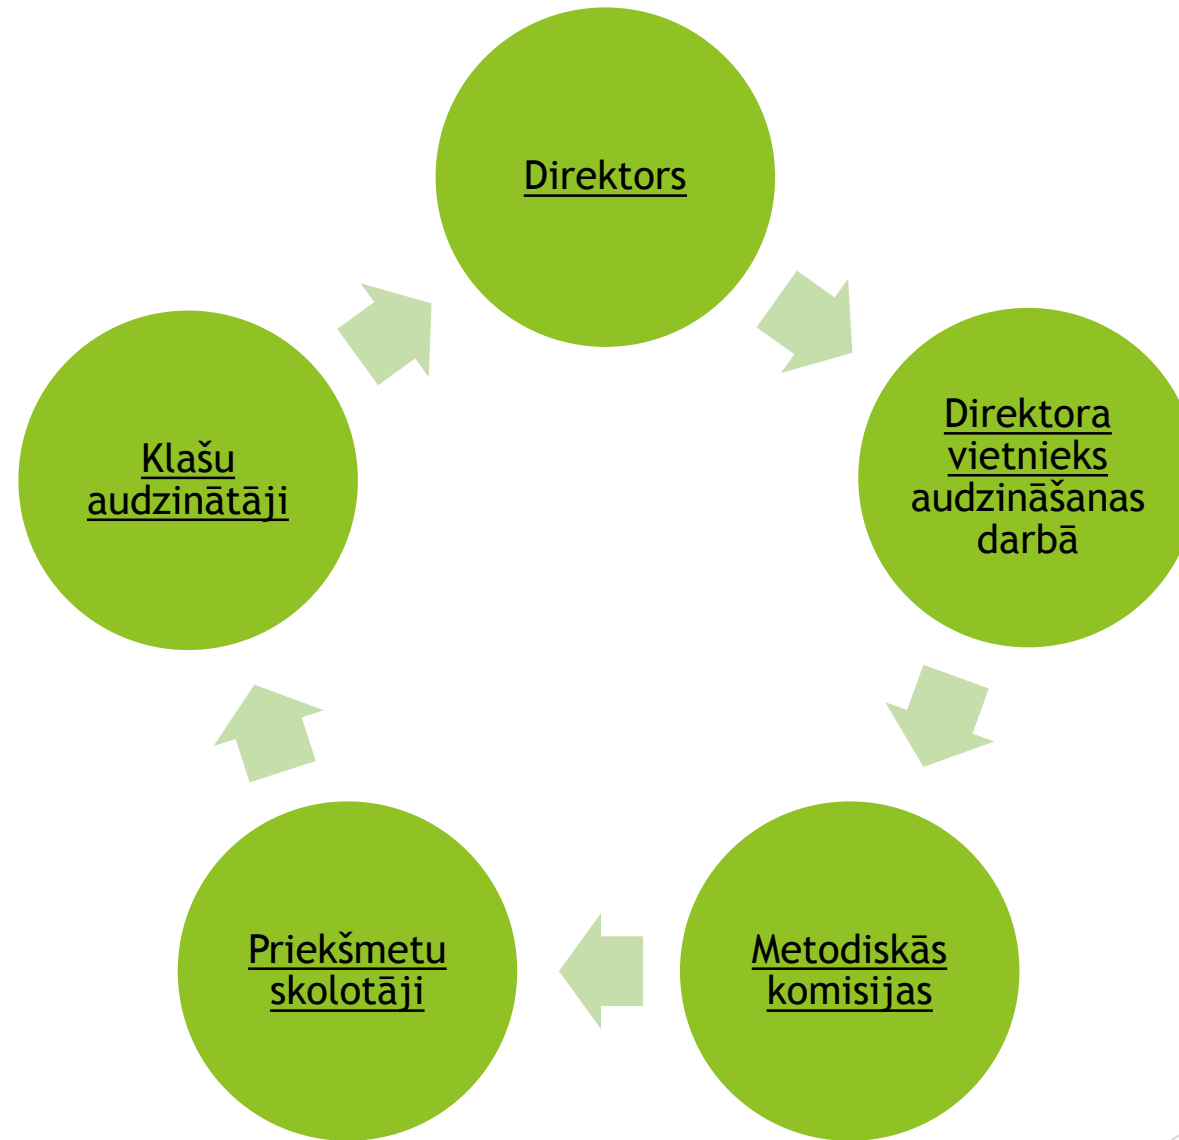 Direktors
Direktora
vietnieks
audzināšanas
darbā
Metodiskās
komisijas
Priekšmetu
skolotāji
Klašu
audzinātāji